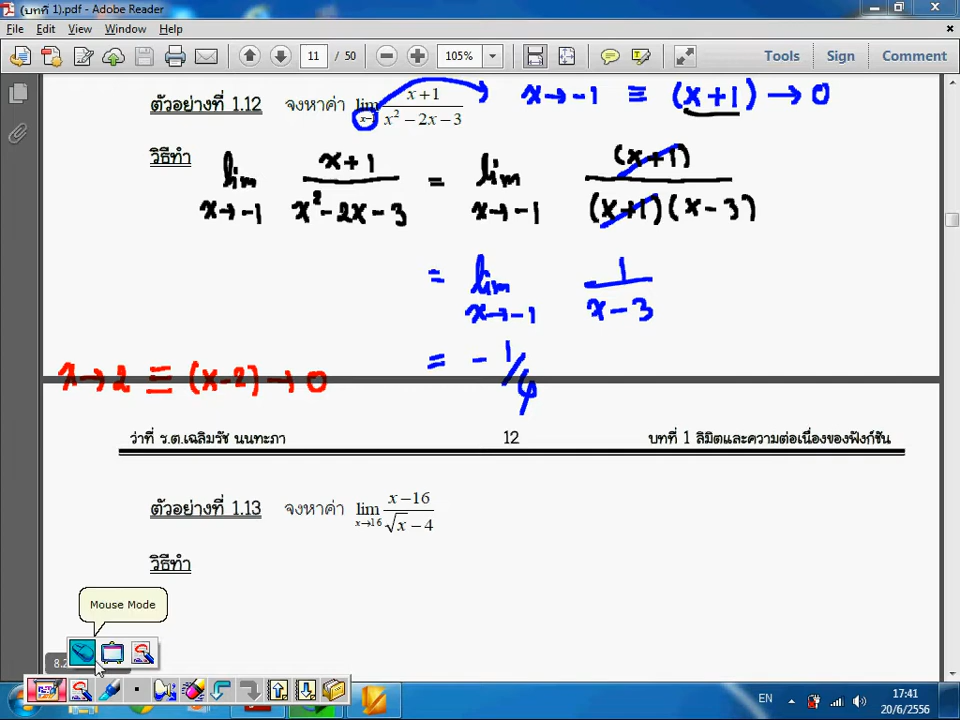 (บทที่ 1).pdf - Adobe Reader
File Edit View Window Help
11 / 50 105% Tools Sign Comment
ตัวอย่างที่ 1.12 จงหาค่า lim x→-1 (x+1)/(x² − 2x − 3) x → -1 ≡ (x+1) → 0
วิธีทำ lim x→-1 (x+1)/(x²-2x-3) = lim x→-1 (x+1)/((x+1)(x-3))
= lim x→-1 1/(x-3)
= - 1/4
x→2 ≡ (x-2) → 0
ว่าที่ ร.ต.เฉลิมรัช นนทะภา 12 บทที่ 1 ลิมิตและความต่อเนื่องของฟังก์ชัน
ตัวอย่างที่ 1.13 จงหาค่า lim x→16 (x−16)/(√x − 4)
วิธีทำ
Mouse Mode
8.2
EN 17:41
20/6/2556